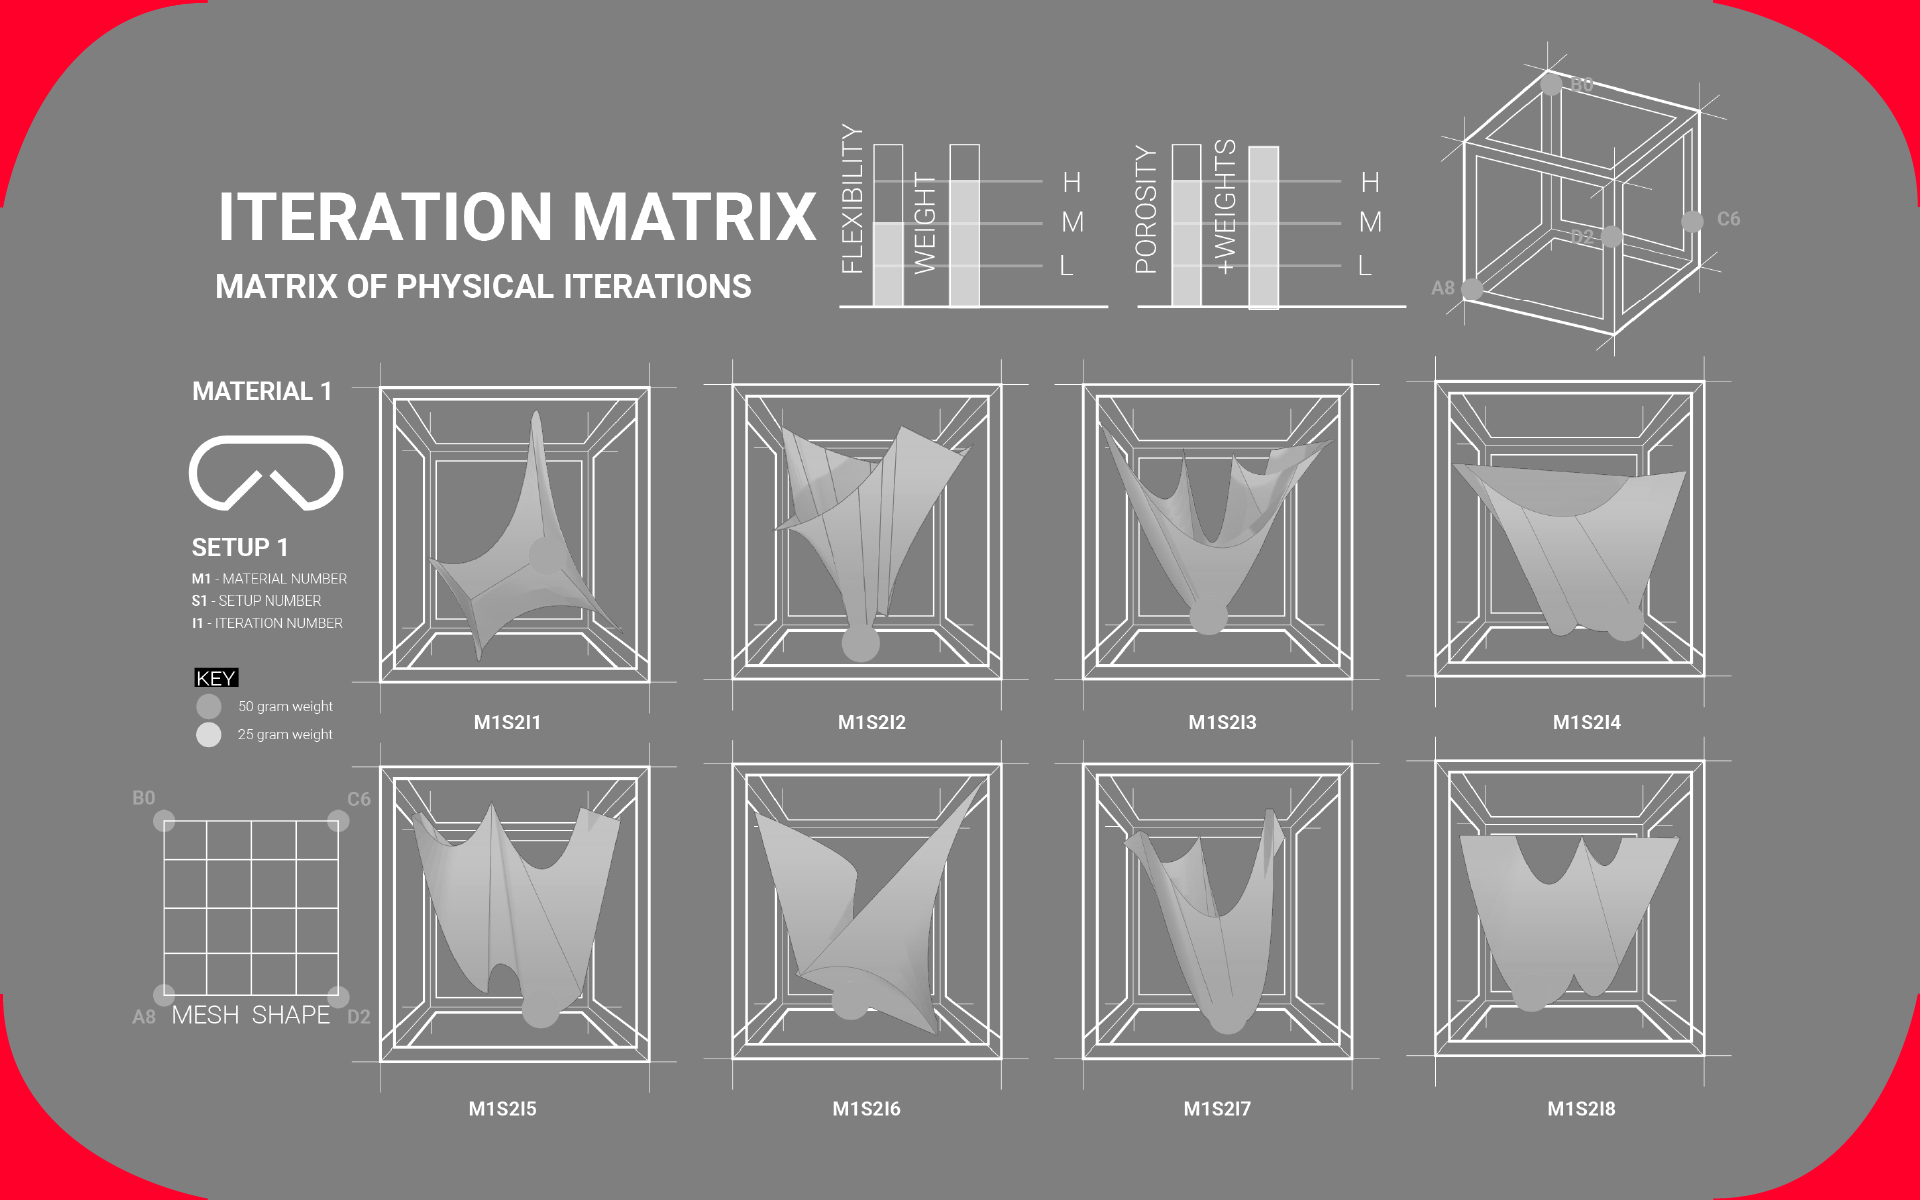 ITERATION MATRIX
MATRIX OF PHYSICAL ITERATIONS
FLEXIBILITY
WEIGHT
H
M
L
POROSITY
+WEIGHTS
H
M
L
B0
C6
D2
A8
MATERIAL 1
SETUP 1
M1 - MATERIAL NUMBER
S1 - SETUP NUMBER
I1 - ITERATION NUMBER
KEY
50 gram weight
25 gram weight
B0
C6
A8
MESH SHAPE
D2
M1S2I1
M1S2I2
M1S2I3
M1S2I4
M1S2I5
M1S2I6
M1S2I7
M1S2I8